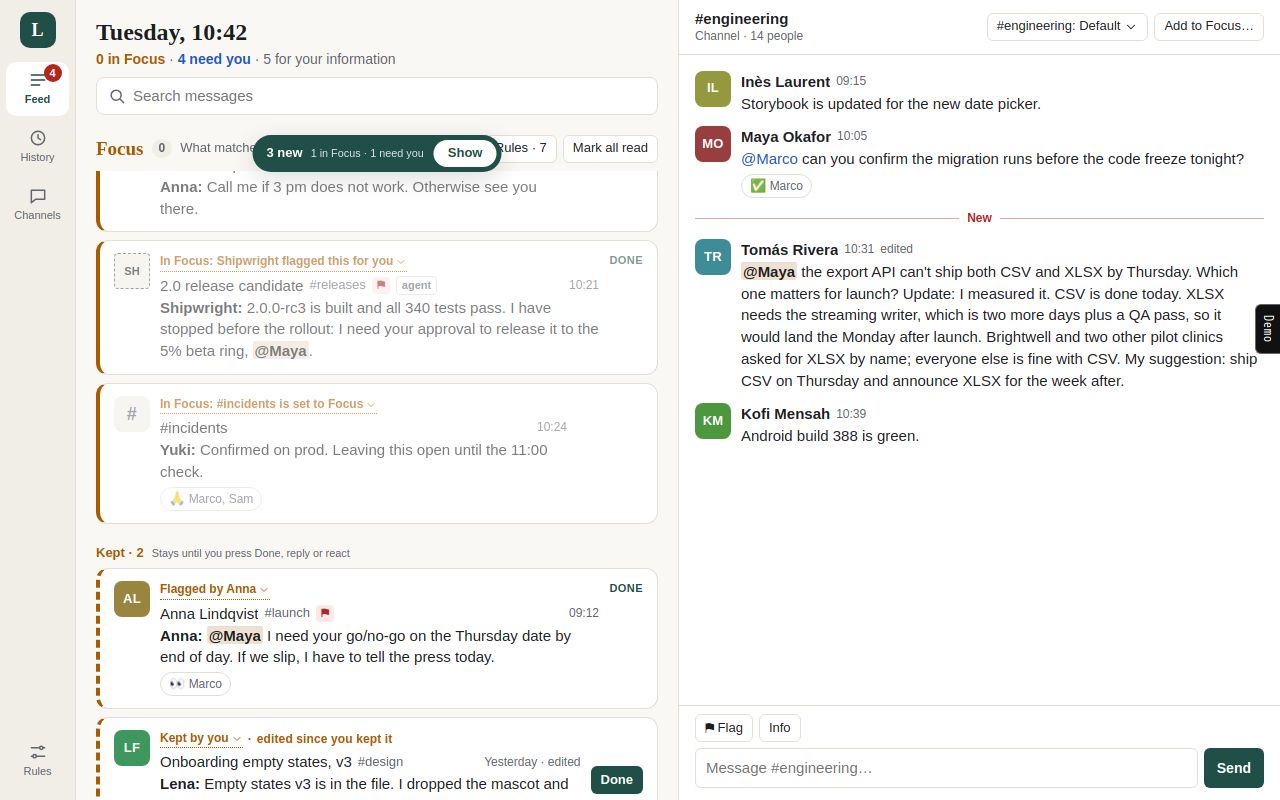 L
4
Feed
History
Channels
Rules
Tuesday, 10:42
0 in Focus · 4 need you · 5 for your information
Search messages
Focus 0 What matche
3 new 1 in Focus · 1 need you Show
Rules · 7 Mark all read
Anna: Call me if 3 pm does not work. Otherwise see you
there.
SH
In Focus: Shipwright flagged this for you
DONE
2.0 release candidate #releases agent 10:21
Shipwright: 2.0.0-rc3 is built and all 340 tests pass. I have
stopped before the rollout: I need your approval to release it to the
5% beta ring, @Maya.
#
In Focus: #incidents is set to Focus
#incidents 10:24
Yuki: Confirmed on prod. Leaving this open until the 11:00
check.
🙏 Marco, Sam
Kept · 2 Stays until you press Done, reply or react
AL
Flagged by Anna
DONE
Anna Lindqvist #launch 09:12
Anna: @Maya I need your go/no-go on the Thursday date by
end of day. If we slip, I have to tell the press today.
👀 Marco
LF
Kept by you · edited since you kept it
Onboarding empty states, v3 #design Yesterday · edited
Lena: Empty states v3 is in the file. I dropped the mascot and
Done
#engineering
Channel · 14 people
#engineering: Default
Add to Focus…
IL
Inès Laurent 09:15
Storybook is updated for the new date picker.
MO
Maya Okafor 10:05
@Marco can you confirm the migration runs before the code freeze tonight?
✅ Marco
New
TR
Tomás Rivera 10:31 edited
@Maya the export API can't ship both CSV and XLSX by Thursday. Which
one matters for launch? Update: I measured it. CSV is done today. XLSX
needs the streaming writer, which is two more days plus a QA pass, so it
would land the Monday after launch. Brightwell and two other pilot clinics
asked for XLSX by name; everyone else is fine with CSV. My suggestion: ship
CSV on Thursday and announce XLSX for the week after.
Demo
KM
Kofi Mensah 10:39
Android build 388 is green.
Flag Info
Message #engineering…
Send